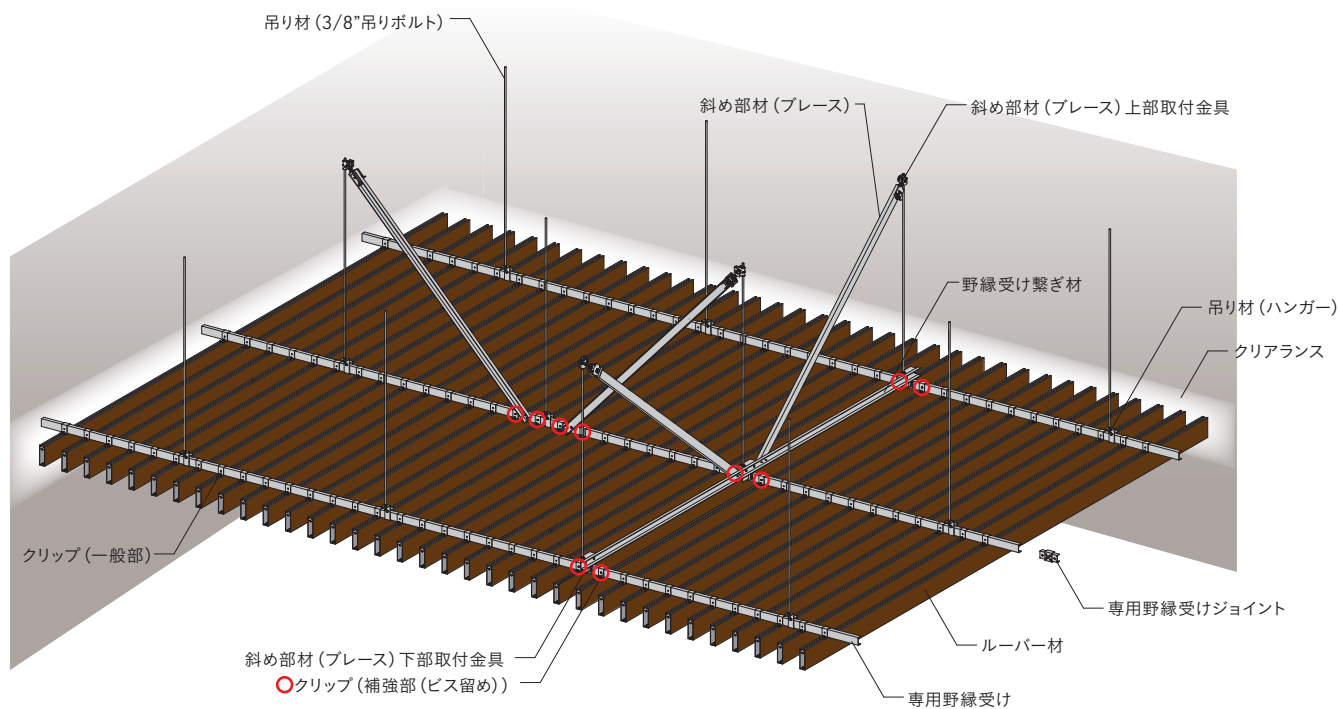 吊り材（3/8”吊りボルト）
斜め部材（ブレース）
斜め部材（ブレース）上部取付金具
野縁受け繋ぎ材
吊り材（ハンガー）
クリアランス
クリップ（一般部）
専用野縁受けジョイント
ルーバー材
斜め部材（ブレース）下部取付金具
クリップ（補強部（ビス留め））
専用野縁受け